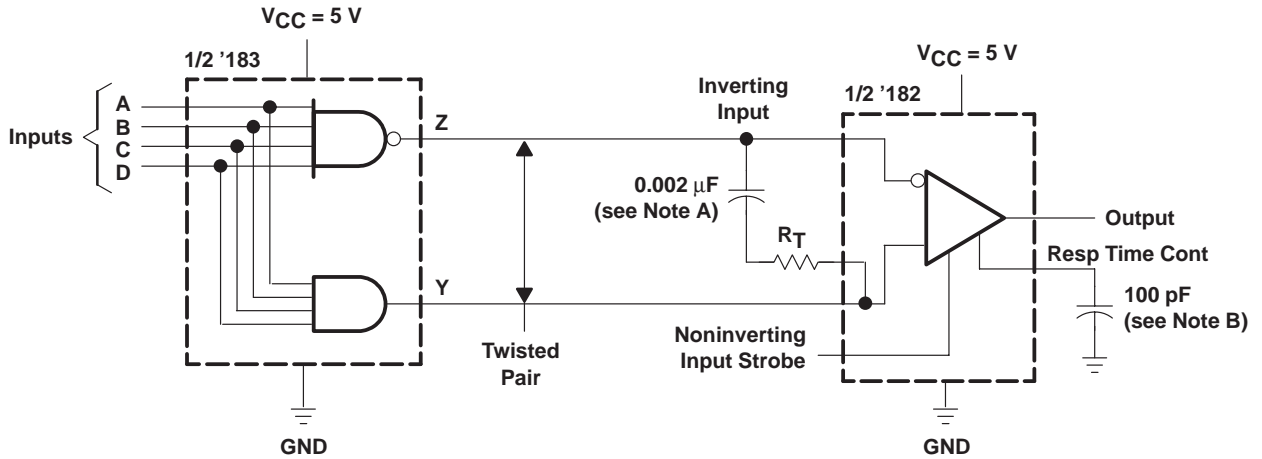 VCC = 5 V
1/2 '183
Inputs
A
B
C
D
Z
Y
GND
Twisted
Pair
Inverting
Input
0.002 µF
(see Note A)
RT
Noninverting
Input Strobe
VCC = 5 V
1/2 '182
Output
Resp Time Cont
100 pF
(see Note B)
GND